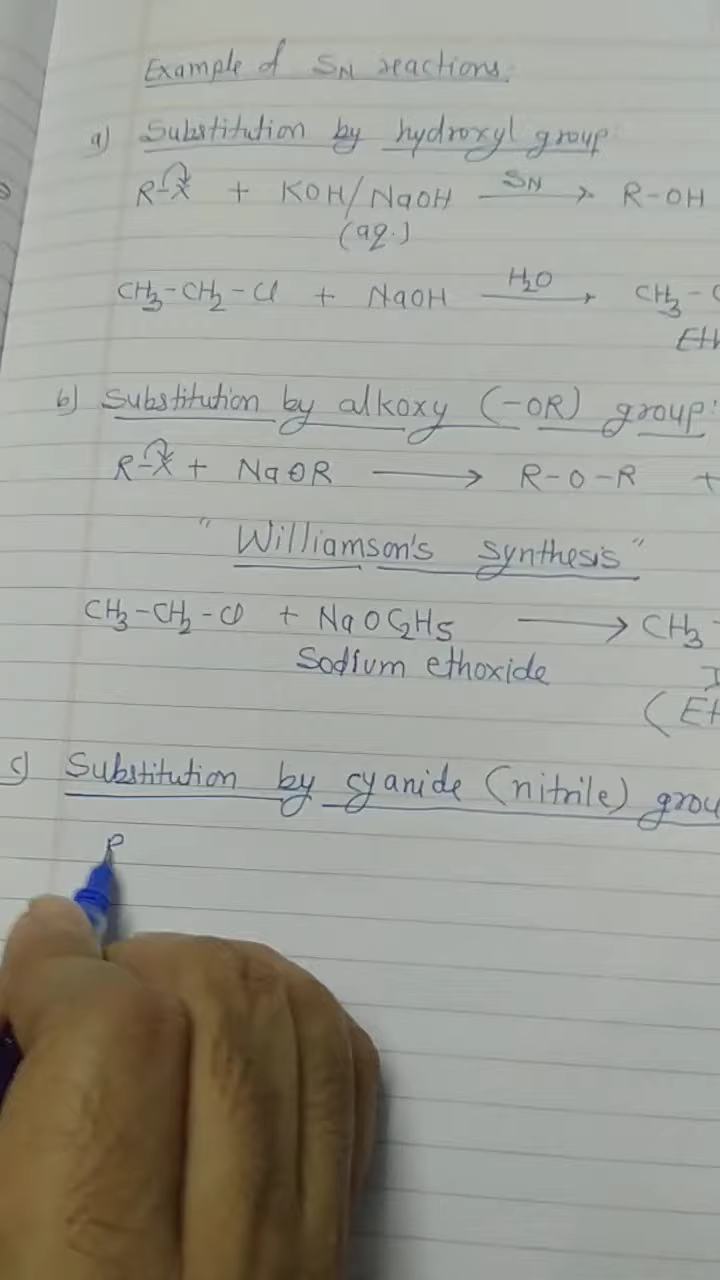 Example of SN reactions.
a) Substitution by hydroxyl group:
R-X + KOH/NaOH SN → R-OH
(aq.)
CH3-CH2-Cl + NaOH H2O → CH3-C
Eth
b) Substitution by alkoxy (-OR) group:
R-X + NaOR → R-O-R +
"Williamson's synthesis"
CH3-CH2-Cl + NaOC2H5 → CH3-
Sodium ethoxide
(Et
c) Substitution by cyanide (nitrile) grou
R